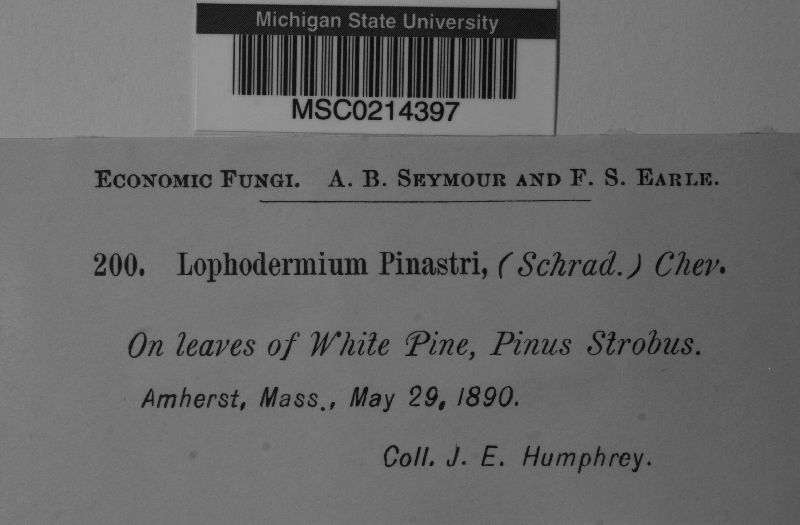 Michigan State University
MSC0214397
Economic Fungi. A. B. Seymour and F. S. Earle.
200. Lophodermium Pinastri, (Schrad.) Chev.
On leaves of White Pine, Pinus Strobus.
Amherst, Mass., May 29, 1890.
Coll. J. E. Humphrey.